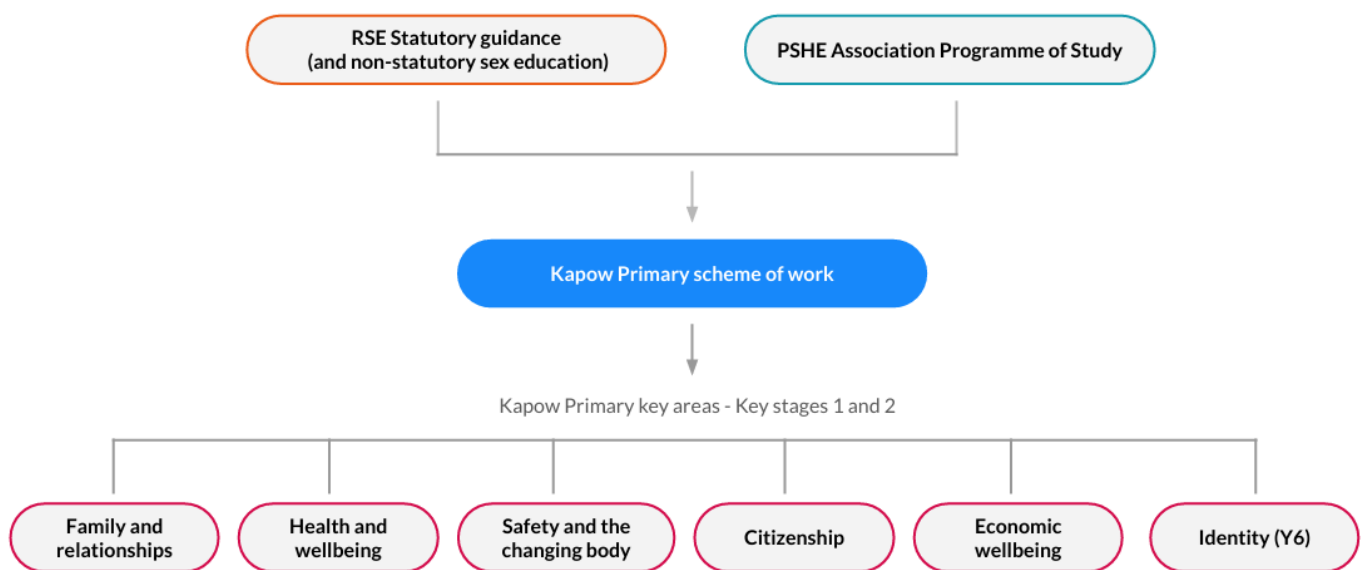 RSE Statutory guidance
(and non-statutory sex education)
PSHE Association Programme of Study
Kapow Primary scheme of work
Kapow Primary key areas - Key stages 1 and 2
Family and
relationships
Health and
wellbeing
Safety and the
changing body
Citizenship
Economic
wellbeing
Identity (Y6)